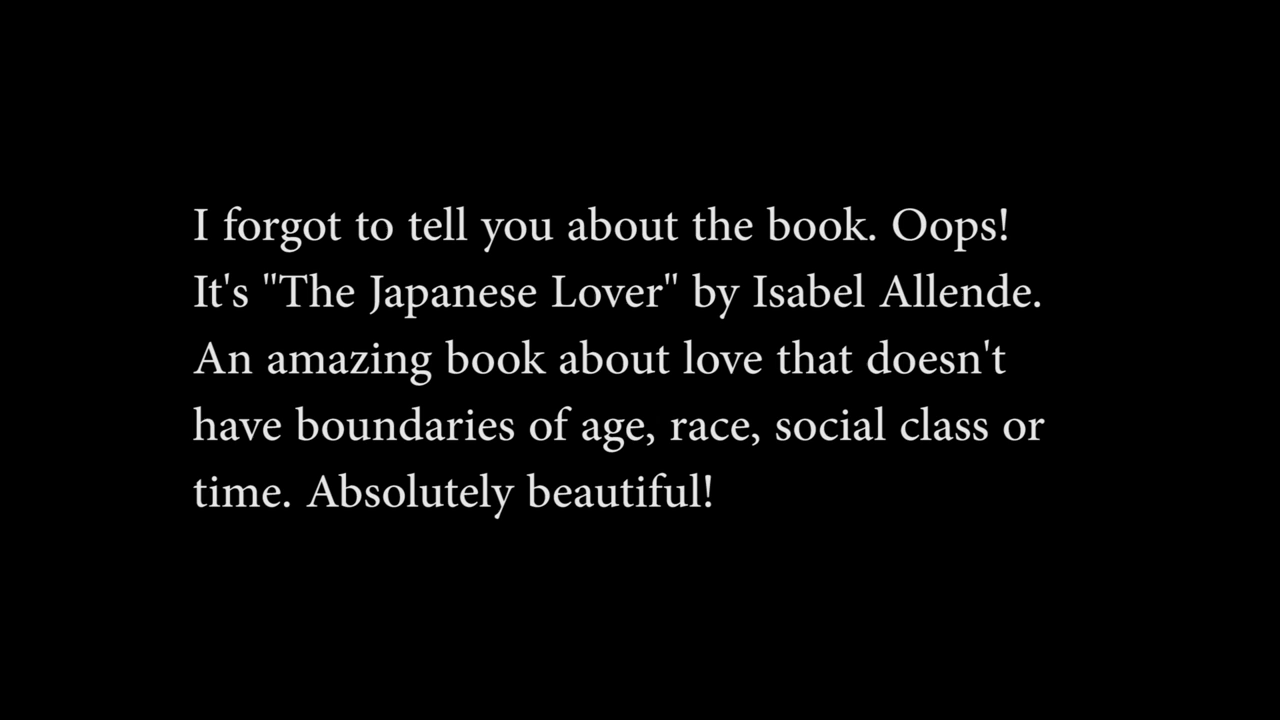 I forgot to tell you about the book. Oops!
It's "The Japanese Lover" by Isabel Allende.
An amazing book about love that doesn't
have boundaries of age, race, social class or
time. Absolutely beautiful!